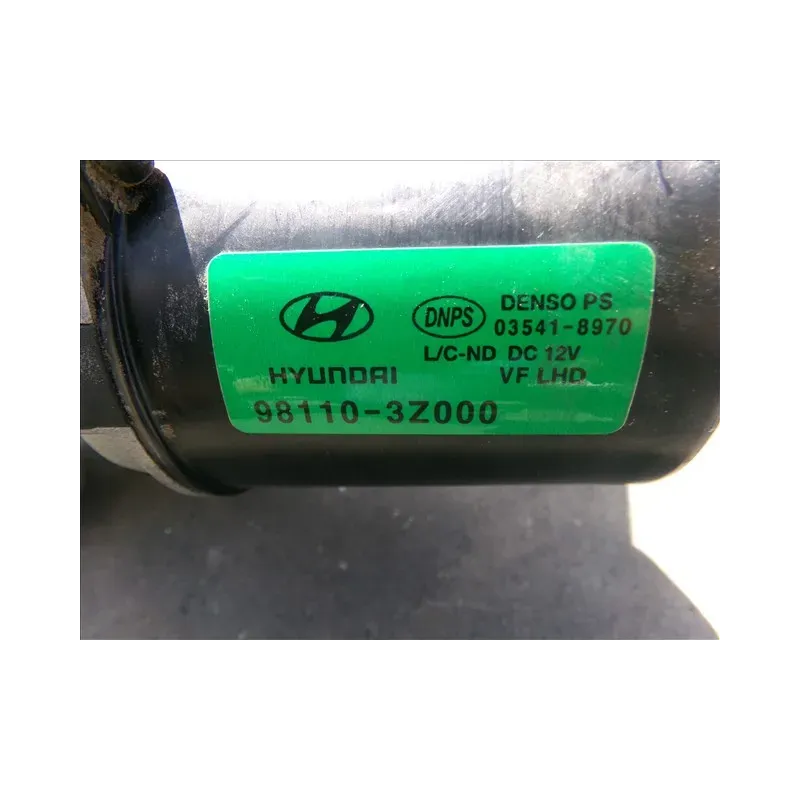 DNPS DENSO PS
03541-8970
L/C-ND DC 12V
HYUNDAI VF LHD
98110-3Z000